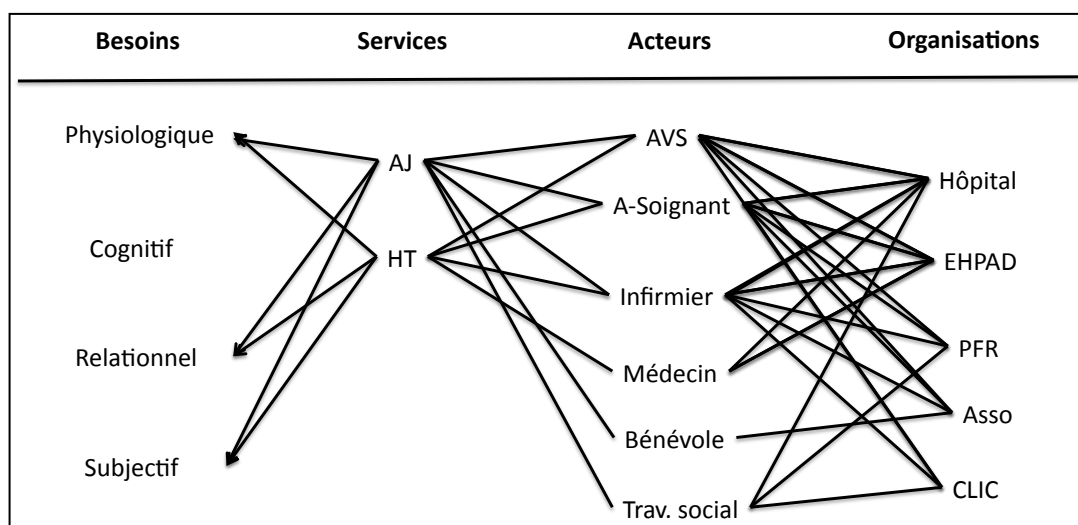 Besoins Services Acteurs Organisations
Physiologique
Cognitif
Relationnel
Subjectif
AJ
HT
AVS
A-Soignant
Infirmier
Médecin
Bénévole
Trav. social
Hôpital
EHPAD
PFR
Asso
CLIC